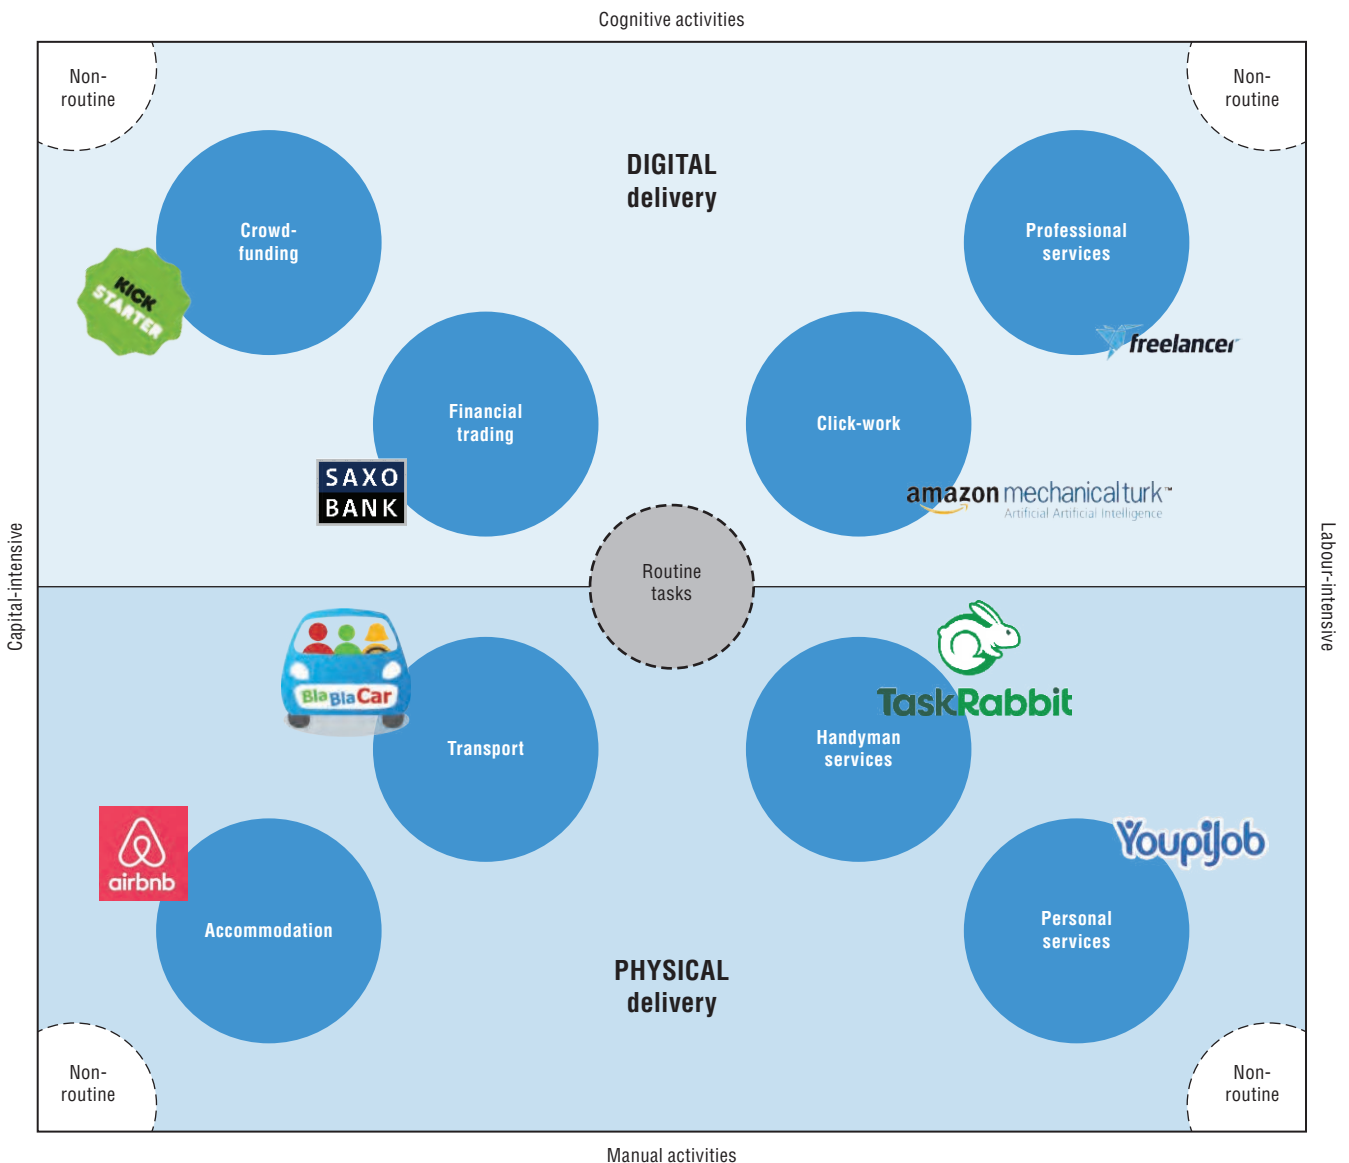 Cognitive activities
Non-
routine
Non-
routine
DIGITAL
delivery
Crowd-
funding
Professional
services
KICK
STARTER
freelancer
Financial
trading
Click-work
SAXO
BANK
amazon mechanical turk™
Artificial Artificial Intelligence
Capital-intensive
Labour-intensive
Routine
tasks
BlaBlaCar
TaskRabbit
Transport
Handyman
services
airbnb
YoupiJob
Accommodation
Personal
services
PHYSICAL
delivery
Non-
routine
Non-
routine
Manual activities